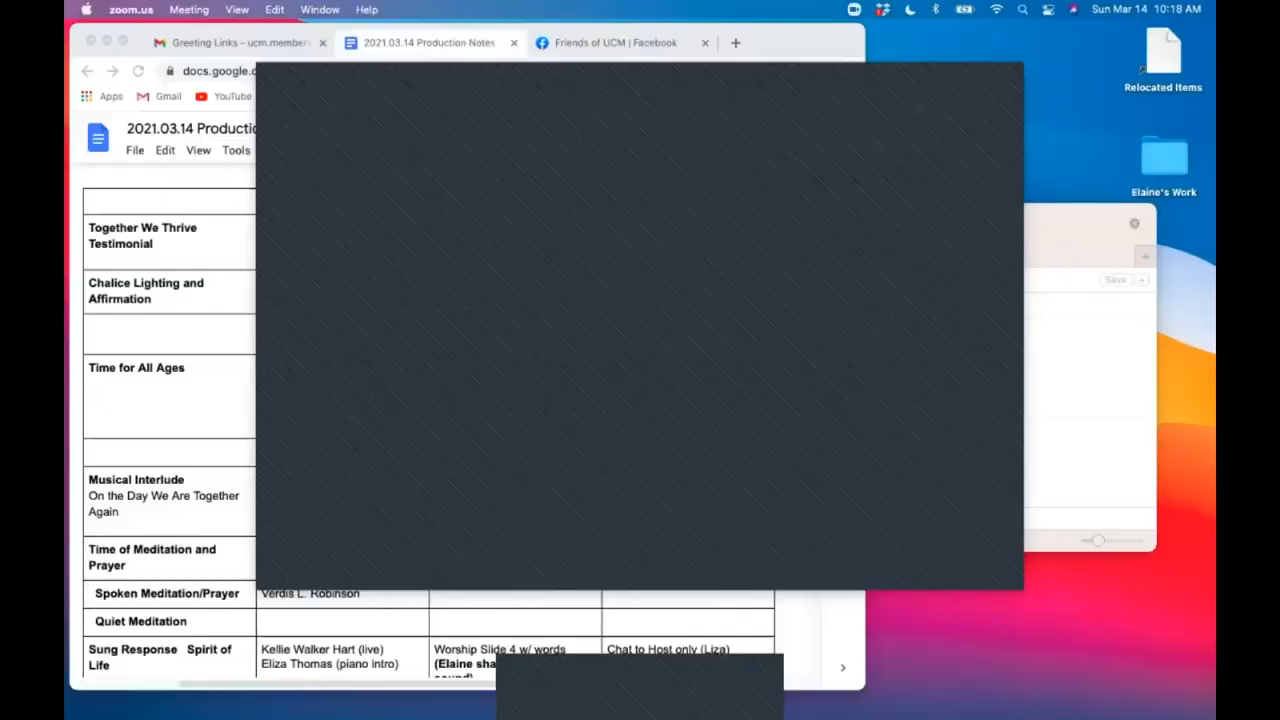 zoom.us Meeting View Edit Window Help Sun Mar 14 10:18 AM
Greeting Links – ucm.member
2021.03.14 Production Notes
Friends of UCM | Facebook
docs.google.c
Apps Gmail YouTube
2021.03.14 Productio
File Edit View Tools
Together We Thrive
Testimonial
Chalice Lighting and
Affirmation
Time for All Ages
Musical Interlude
On the Day We Are Together
Again
Time of Meditation and
Prayer
Spoken Meditation/Prayer
Verdis L. Robinson
Quiet Meditation
Sung Response Spirit of
Life
Kellie Walker Hart (live)
Eliza Thomas (piano intro)
Worship Slide 4 w/ words
(Elaine sha
Chat to Host only (Liza)
Relocated Items
Elaine's Work
Save